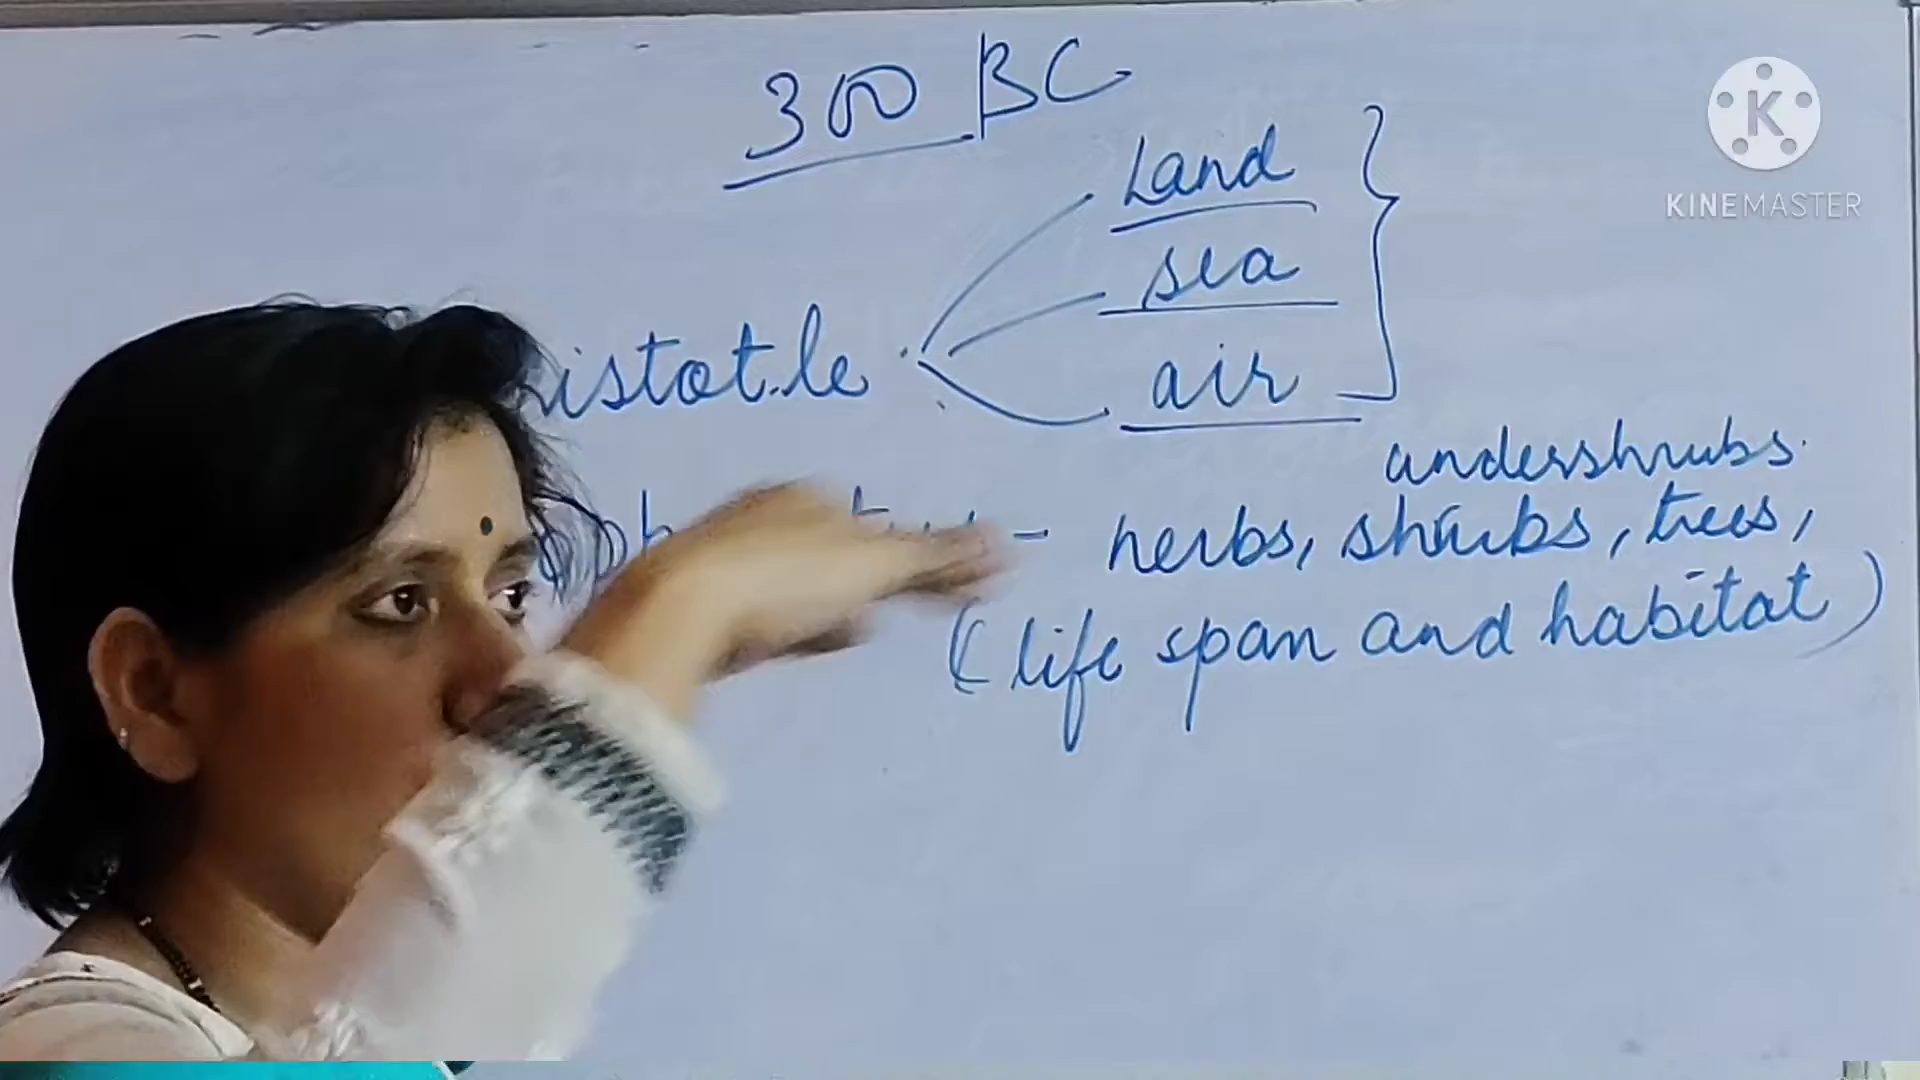 300 BC
Land
sea
istotle
air
undershrubs.
- herbs, shrubs, trees,
(life span and habitat)
K
KINEMASTER